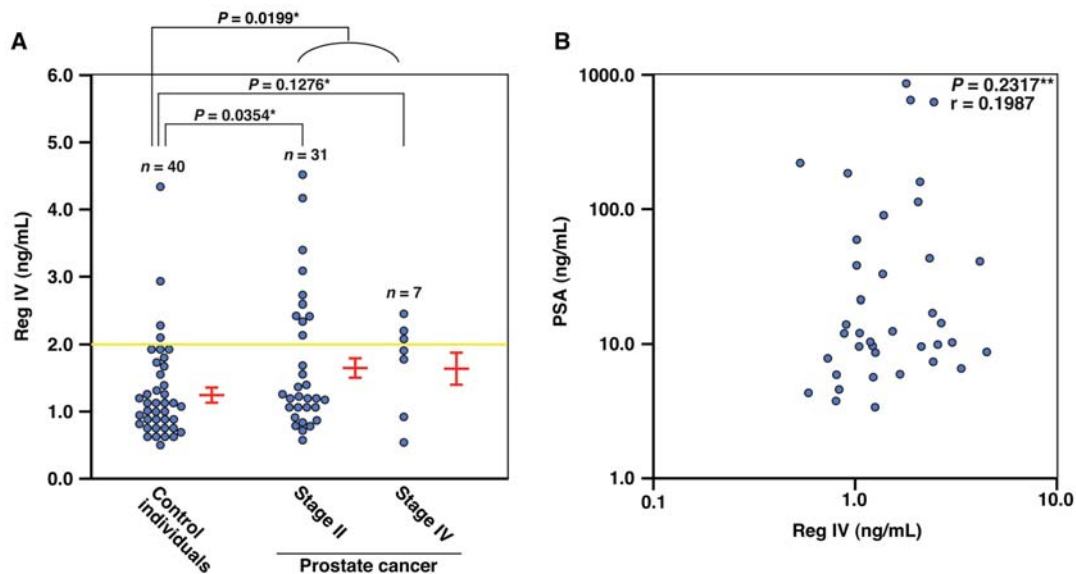 A
P = 0.0199*
P = 0.1276*
P = 0.0354*
n = 40
n = 31
n = 7
6.0
5.0
4.0
3.0
2.0
1.0
0.0
Reg IV (ng/mL)
Control
individuals
Stage II
Stage IV
Prostate cancer
B
P = 0.2317**
r = 0.1987
1000.0
100.0
10.0
1.0
PSA (ng/mL)
0.1
1.0
10.0
Reg IV (ng/mL)